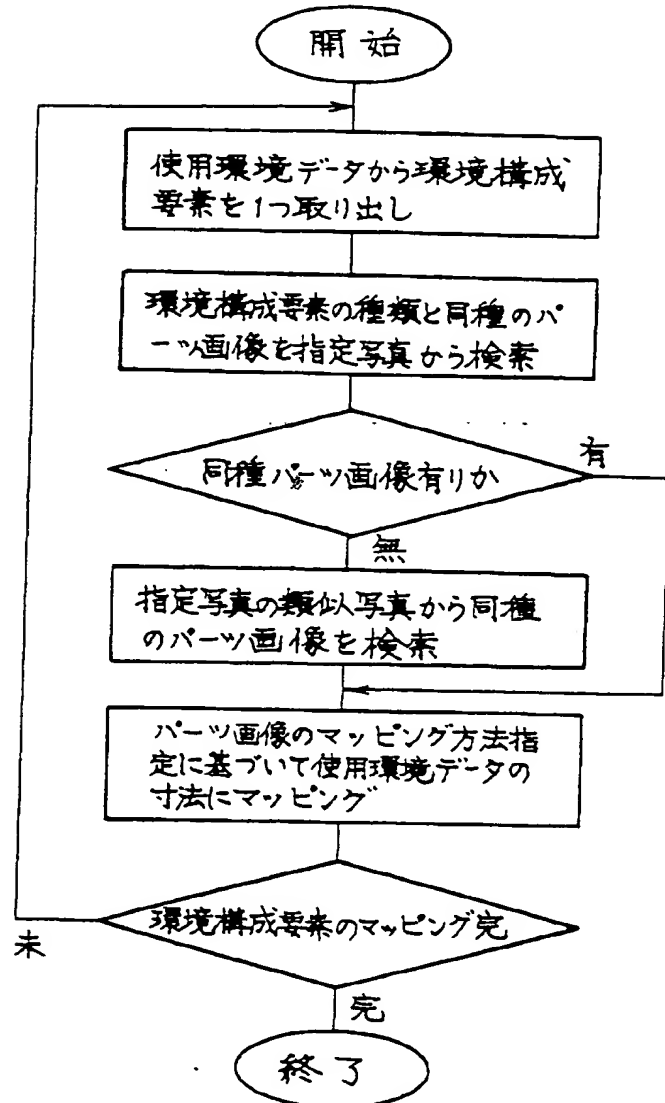 開始
使用環境データから環境構成
要素を1つ取り出し
環境構成要素の種類と同種のパ
ーツ画像を指定写真から検索
同種パーツ画像有りか
有
無
指定写真の類似写真から同種
のパーツ画像を検索
パーツ画像のマッピング方法指
定に基づいて使用環境データの
寸法にマッピング
環境構成要素のマッピング完
未
完
終了